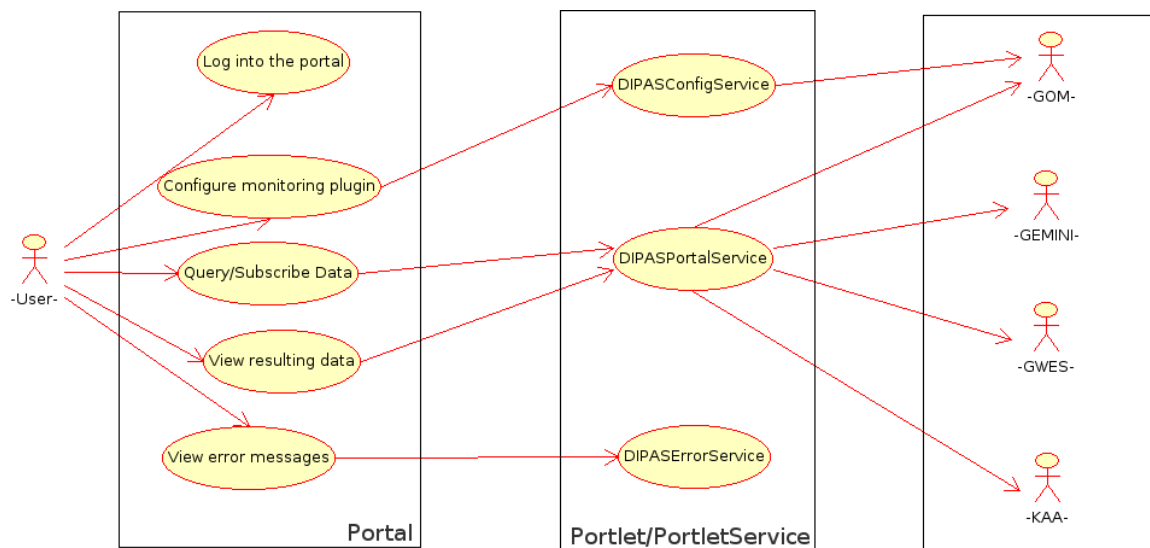 Log into the portal
Configure monitoring plugin
Query/Subscribe Data
View resulting data
View error messages
-User-
Portal
DIPASConfigService
DIPASPortalService
DIPASErrorService
Portlet/PortletService
-GOM-
-GEMINI-
-GWES-
-KAA-